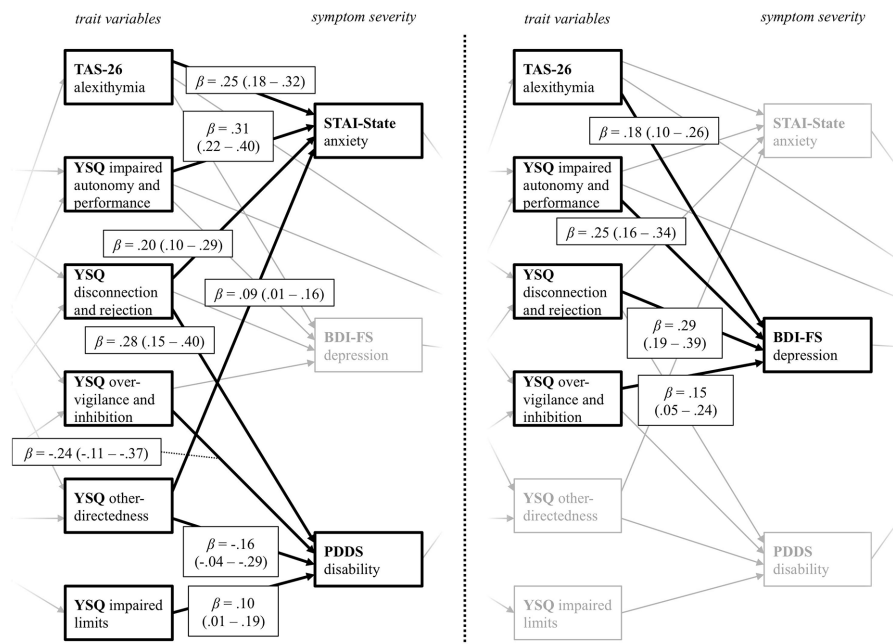 trait variables
symptom severity
TAS-26
alexithymia
β = .25 (.18 – .32)
STAI-State
anxiety
β = .31
(.22 – .40)
YSQ impaired
autonomy and
performance
β = .20 (.10 – .29)
YSQ
disconnection
and rejection
β = .09 (.01 – .16)
β = .28 (.15 – .40)
BDI-FS
depression
YSQ over-
vigilance and
inhibition
β = -.24 (-.11 – -.37)
YSQ other-
directedness
β = -.16
(-.04 – -.29)
PDDS
disability
YSQ impaired
limits
β = .10
(.01 – .19)
trait variables
symptom severity
TAS-26
alexithymia
β = .18 (.10 – .26)
STAI-State
anxiety
YSQ impaired
autonomy and
performance
β = .25 (.16 – .34)
YSQ
disconnection
and rejection
β = .29
(.19 – .39)
BDI-FS
depression
YSQ over-
vigilance and
inhibition
β = .15
(.05 – .24)
YSQ other-
directedness
PDDS
disability
YSQ impaired
limits